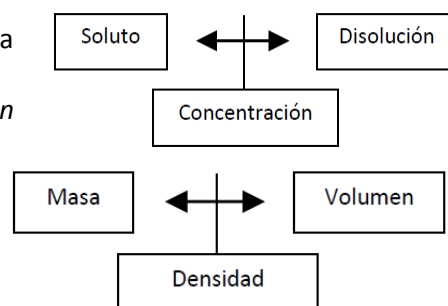 a Soluto Disolución
n Concentración
Masa Volumen
Densidad